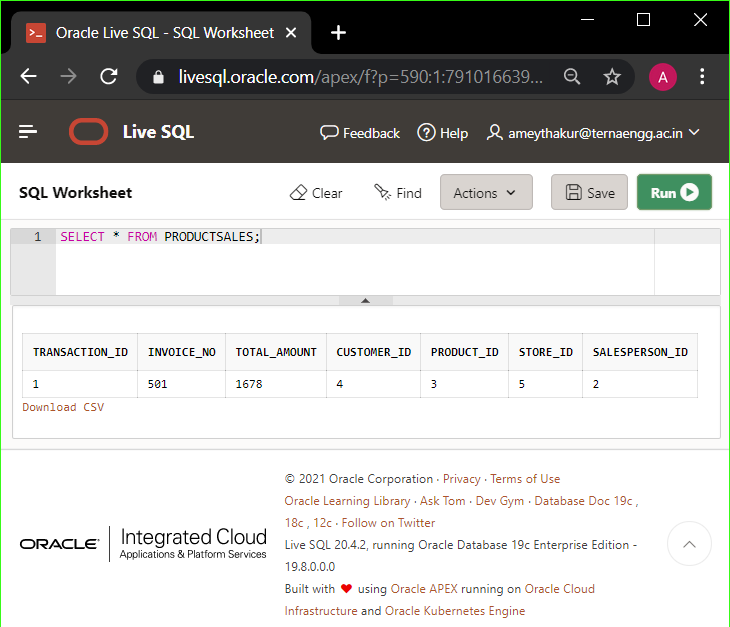 Oracle Live SQL - SQL Worksheet
livesql.oracle.com/apex/f?p=590:1:791016639...
A
Live SQL
Feedback
Help
ameythakur@ternaengg.ac.in
SQL Worksheet
Clear
Find
Actions
Save
Run
1 SELECT * FROM PRODUCTSALES;
TRANSACTION_ID INVOICE_NO TOTAL_AMOUNT CUSTOMER_ID PRODUCT_ID STORE_ID SALESPERSON_ID
1 501 1678 4 3 5 2
Download CSV
ORACLE
Integrated Cloud
Applications & Platform Services
© 2021 Oracle Corporation · Privacy · Terms of Use
Oracle Learning Library · Ask Tom · Dev Gym · Database Doc 19c ,
18c , 12c · Follow on Twitter
Live SQL 20.4.2, running Oracle Database 19c Enterprise Edition -
19.8.0.0.0
Built with ♥ using Oracle APEX running on Oracle Cloud
Infrastructure and Oracle Kubernetes Engine